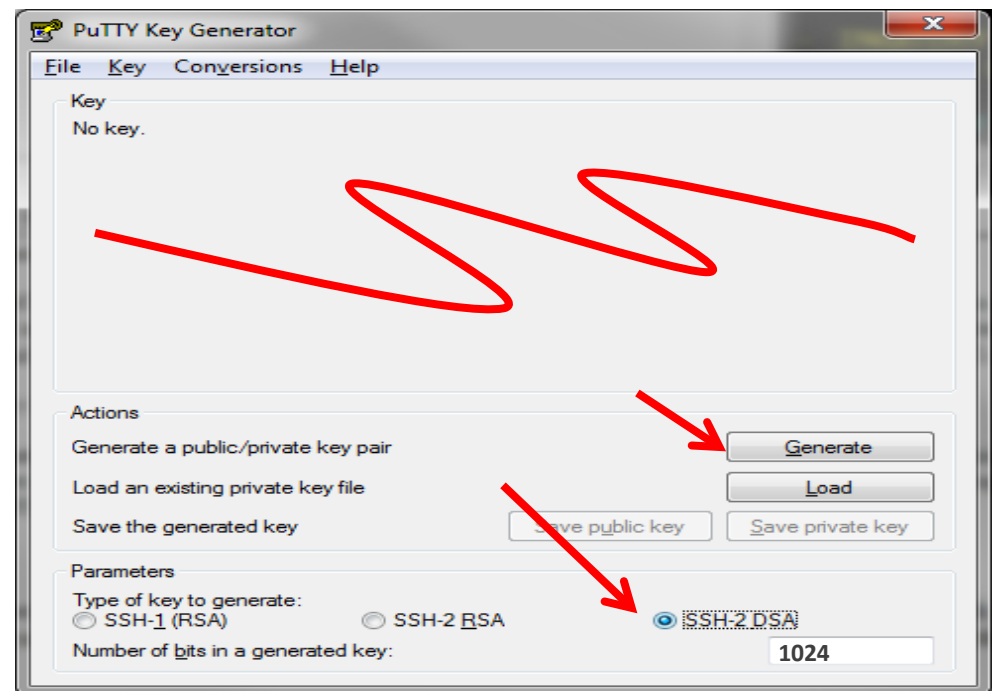 PuTTY Key Generator
File Key Conversions Help
Key
No key.
Actions
Generate a public/private key pair Generate
Load an existing private key file Load
Save the generated key Save public key Save private key
Parameters
Type of key to generate:
SSH-1 (RSA) SSH-2 RSA SSH-2 DSA
Number of bits in a generated key: 1024